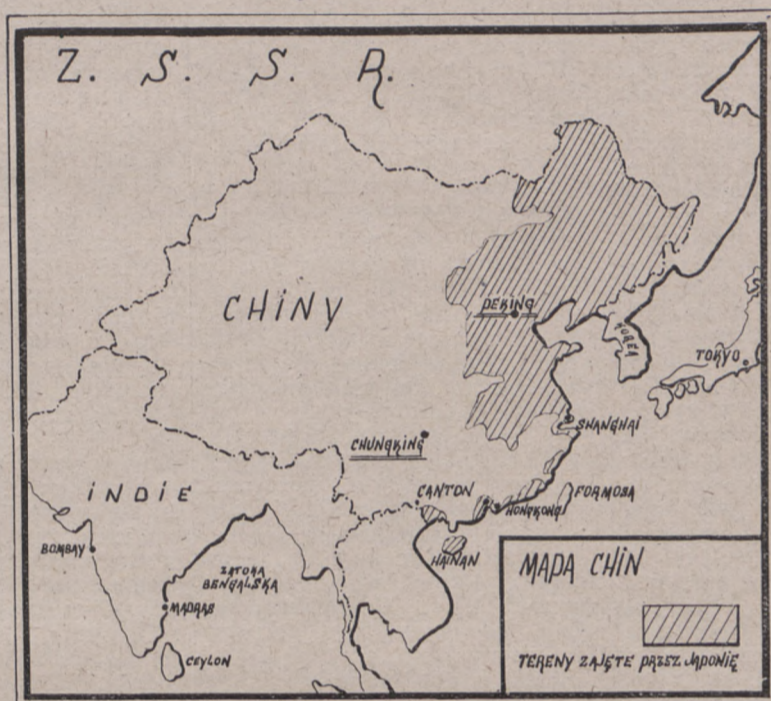 Z. S. S. R.
CHINY
PEKING
KOREA
TOKYO
SHANGHAI
CHUNGKING
INDIE
CANTON
HONGKONG
FORMOSA
BOMBAY
HAINAN
ZATOKA
BENGALSKA
MADRAS
CEYLON
MAPA CHIN
TERENY ZAJĘTE PRZEZ JAPONIĘ